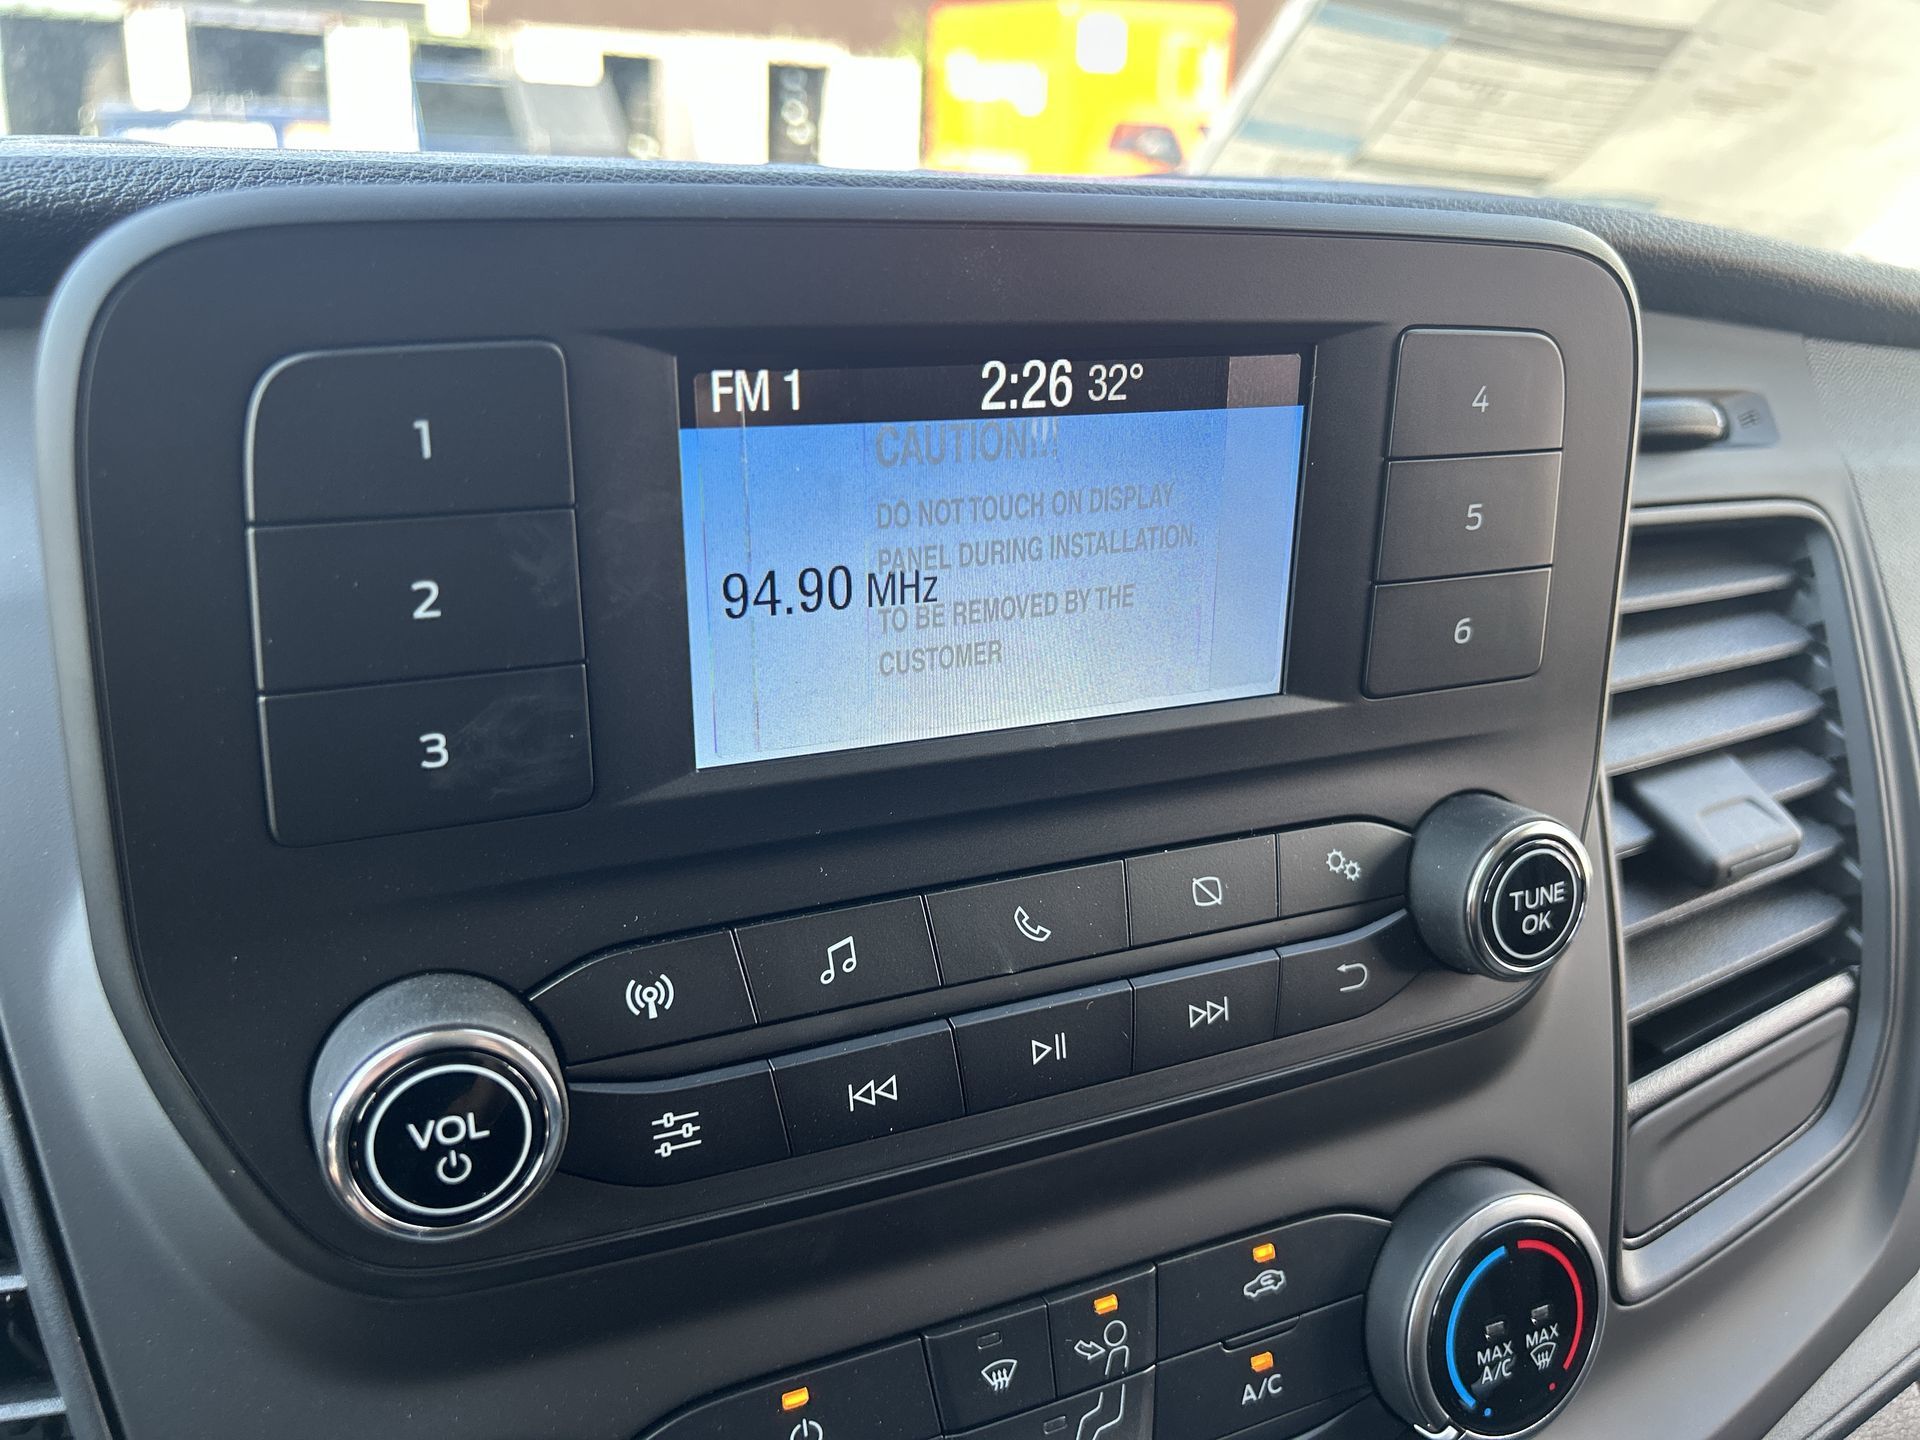 FM 1
2:26 32°
CAUTION!!!
DO NOT TOUCH ON DISPLAY
PANEL DURING INSTALLATION.
TO BE REMOVED BY THE
CUSTOMER
94.90 MHz
1
2
3
4
5
6
TUNE
OK
VOL
MAX
A/C
MAX
A/C